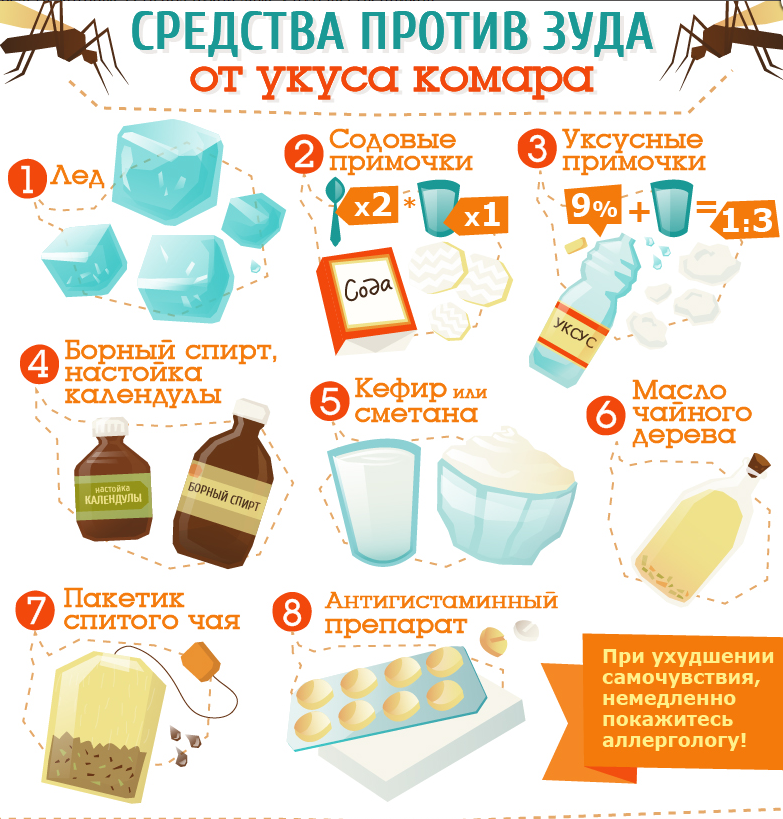 СРЕДСТВА ПРОТИВ ЗУДА
от укуса комара
1 Лед
2 Содовые
примочки
x2 * x1
Сода
3 Уксусные
примочки
9% + = 1:3
УКСУС
4 Борный спирт,
настойка
календулы
настойка
КАЛЕНДУЛЫ
БОРНЫЙ СПИРТ
5 Кефир или
сметана
6 Масло
чайного
дерева
7 Пакетик
спитого чая
8 Антигистаминный
препарат
При ухудшении
самочувствия,
немедленно
покажитесь
аллергологу!